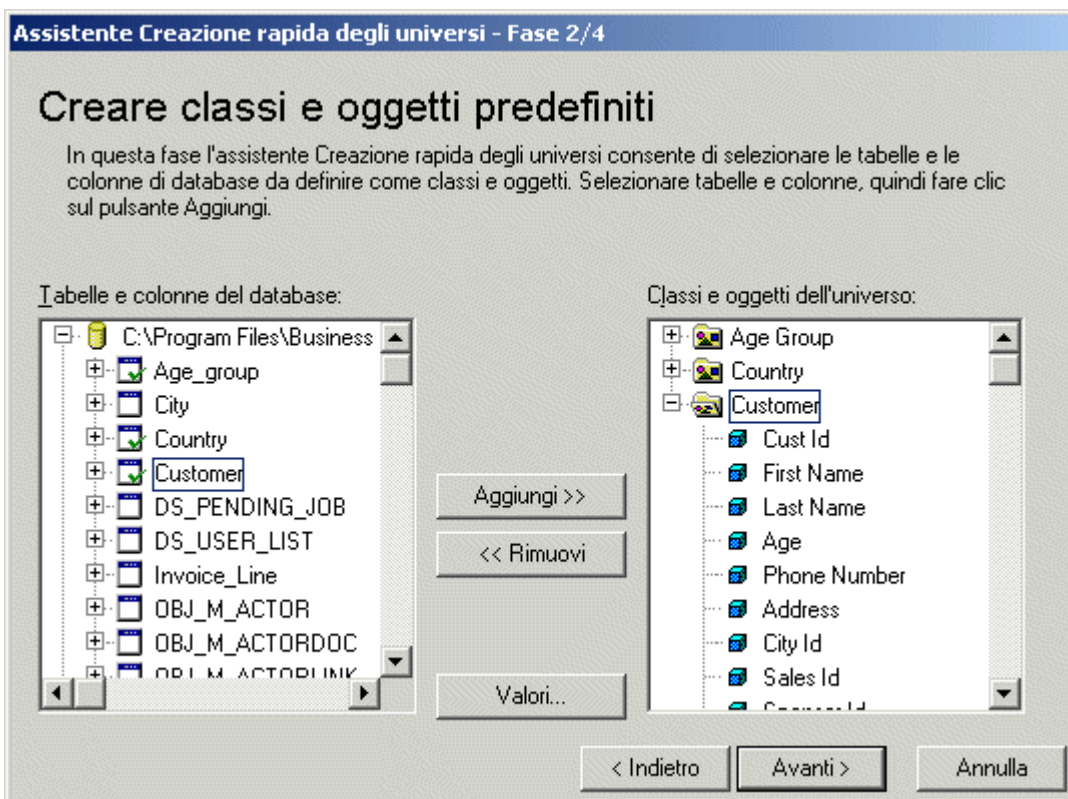 Assistente Creazione rapida degli universi - Fase 2/4
Creare classi e oggetti predefiniti
In questa fase l'assistente Creazione rapida degli universi consente di selezionare le tabelle e le
colonne di database da definire come classi e oggetti. Selezionare tabelle e colonne, quindi fare clic
sul pulsante Aggiungi.
Tabelle e colonne del database:
C:\Program Files\Business
Age_group
City
Country
Customer
DS_PENDING_JOB
DS_USER_LIST
Invoice_Line
OBJ_M_ACTOR
OBJ_M_ACTORDOC
OBJ_M_ACTORLINK
Aggiungi >>
<< Rimuovi
Valori...
Classi e oggetti dell'universo:
Age Group
Country
Customer
Cust Id
First Name
Last Name
Age
Phone Number
Address
City Id
Sales Id
< Indietro
Avanti >
Annulla